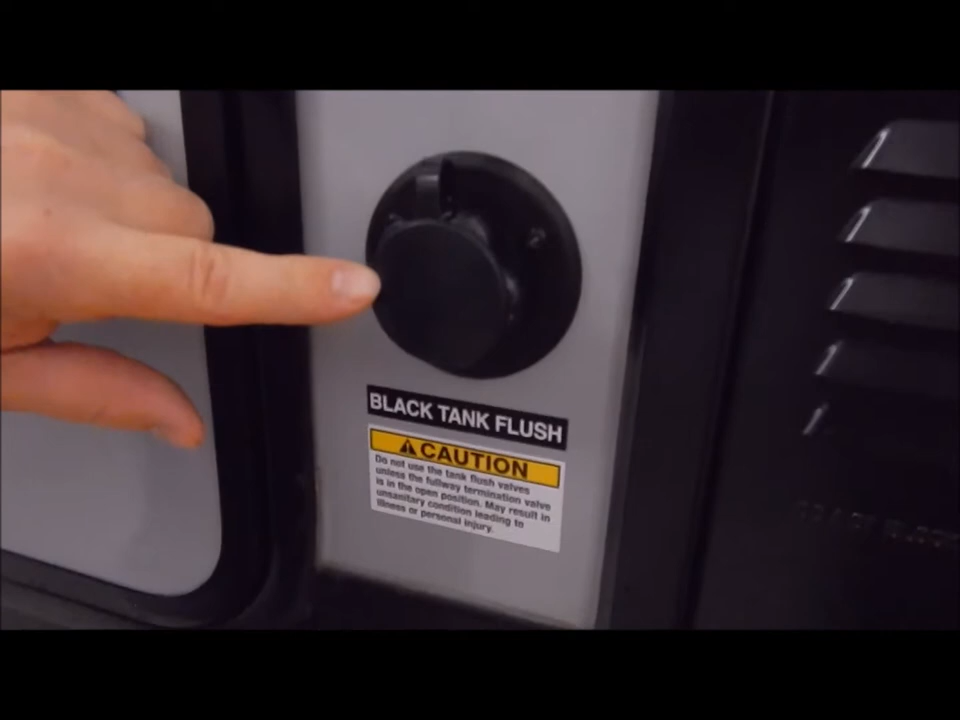 BLACK TANK FLUSH
CAUTION
Do not use the tank flush valves
unless the fullway termination valve
is in the open position. May result in
unsanitary condition leading to
illness or personal injury.